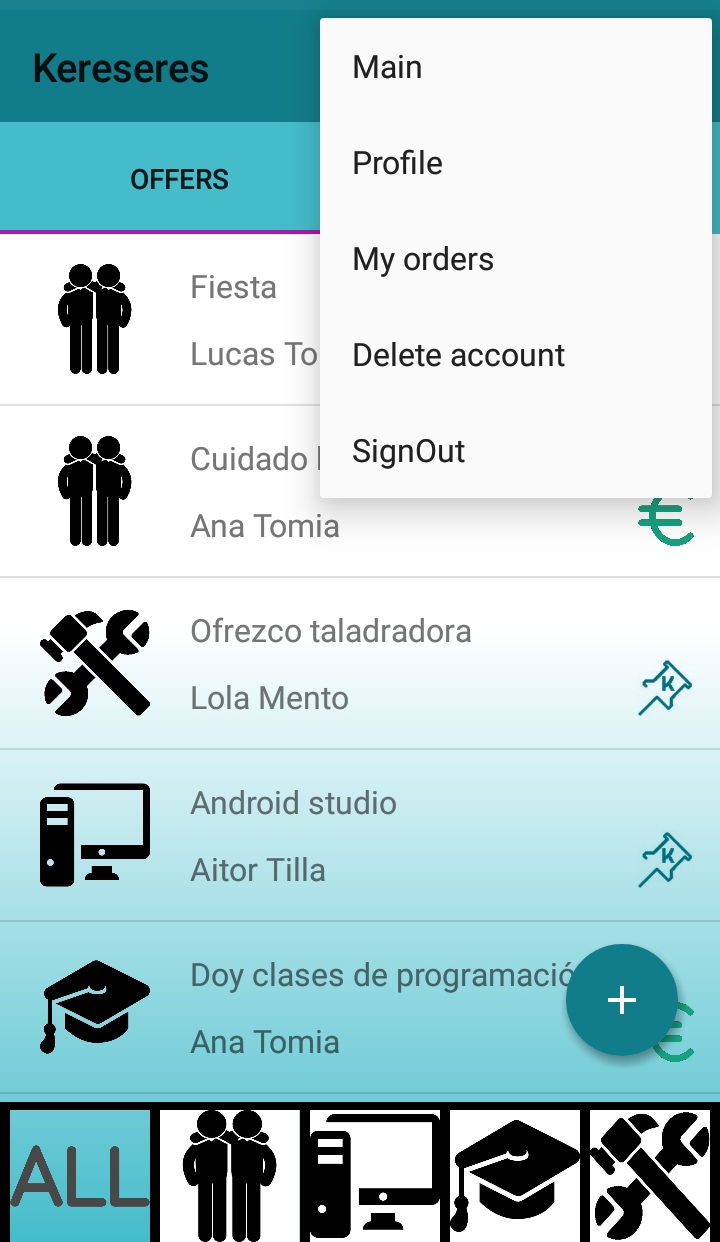 Kereseres
Main
Profile
My orders
Delete account
SignOut
OFFERS
Fiesta
Lucas To
Cuidado
Ana Tomia
€
Ofrezco taladradora
Lola Mento
K
Android studio
Aitor Tilla
K
Doy clases de programació
Ana Tomia
+
€
ALL